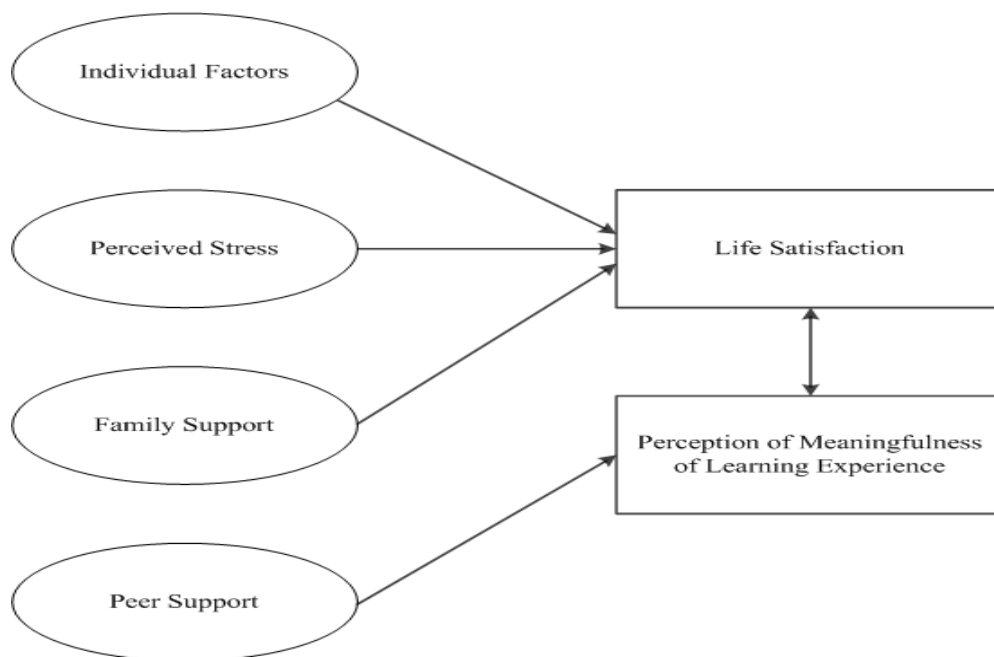 Individual Factors
Perceived Stress
Life Satisfaction
Family Support
Perception of Meaningfulness
of Learning Experience
Peer Support